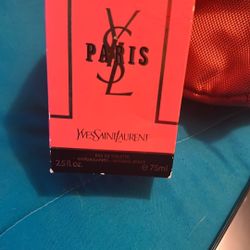 YSL
PARIS
YVESSAINTLAURENT
EAU DE TOILETTE
2.5 fl.oz. e 75ml